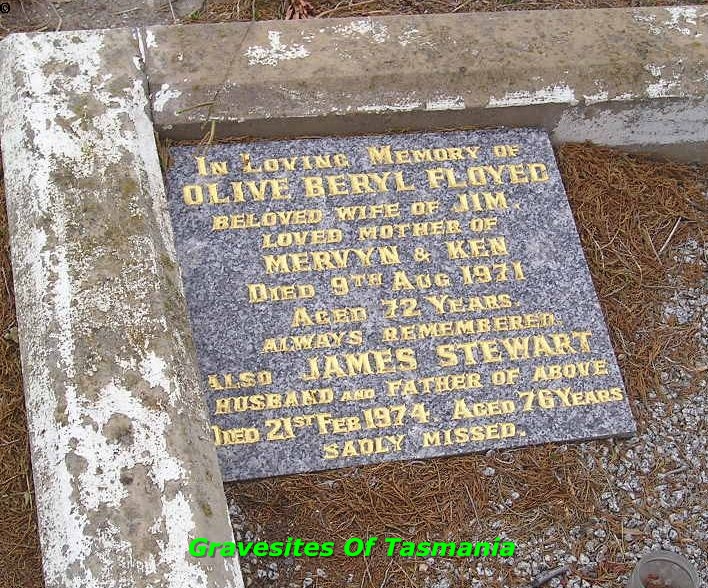 IN LOVING MEMORY OF
OLIVE BERYL FLOYED
BELOVED WIFE OF JIM.
LOVED MOTHER OF
MERVYN & KEN
DIED 9TH AUG 1971
AGED 72 YEARS.
ALWAYS REMEMBERED.
ALSO JAMES STEWART
HUSBAND AND FATHER OF ABOVE
DIED 21ST FEB 1974. AGED 76 YEARS
SADLY MISSED.
Gravesites Of Tasmania